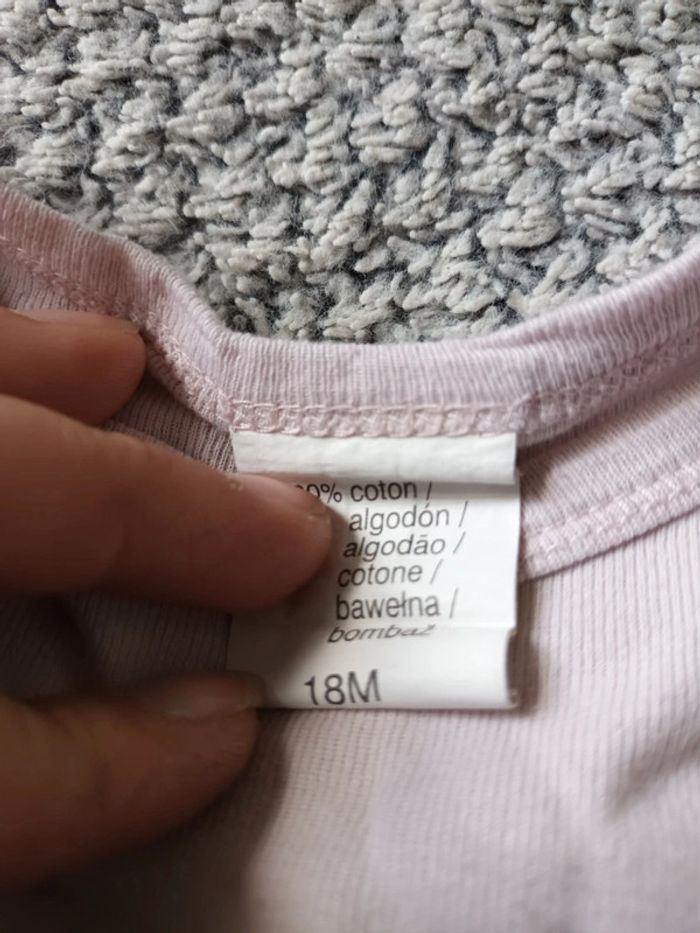 0% coton /
algodón /
algodão /
cotone /
bawełna /
bombaž
18M